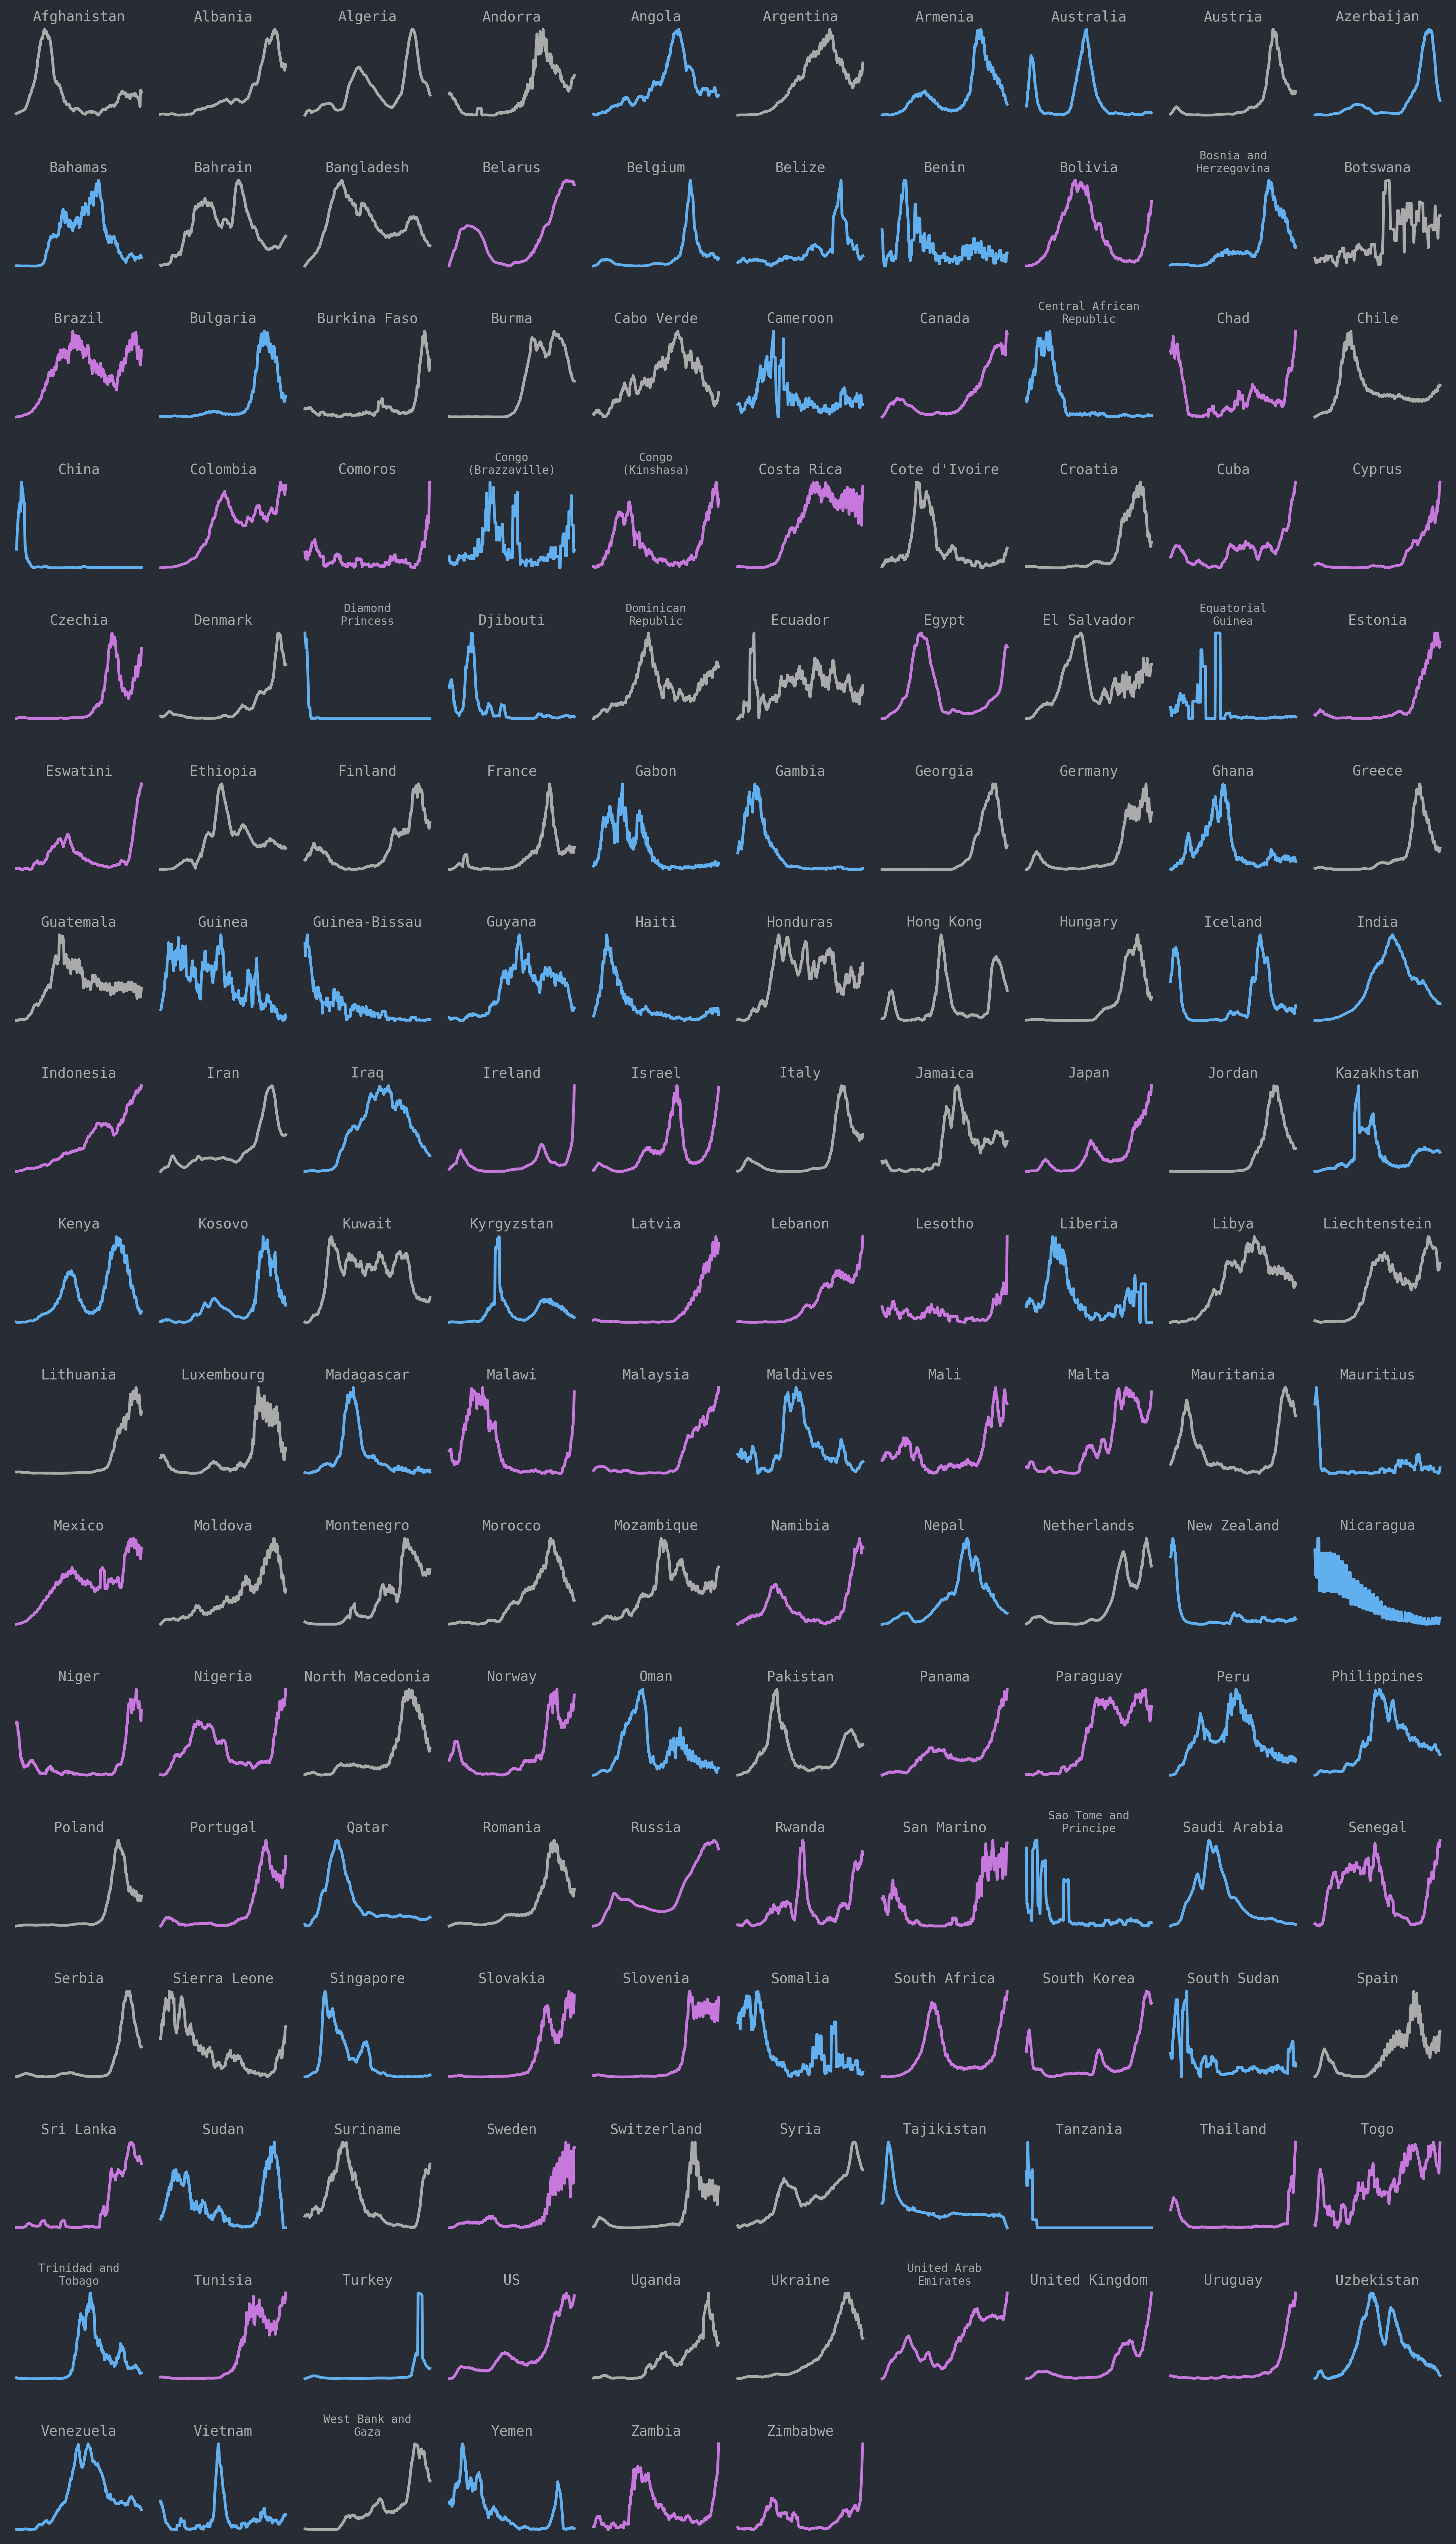 Afghanistan
Albania
Algeria
Andorra
Angola
Argentina
Armenia
Australia
Austria
Azerbaijan
Bahamas
Bahrain
Bangladesh
Belarus
Belgium
Belize
Benin
Bolivia
Bosnia and
Herzegovina
Botswana
Brazil
Bulgaria
Burkina Faso
Burma
Cabo Verde
Cameroon
Canada
Central African
Republic
Chad
Chile
China
Colombia
Comoros
Congo
(Brazzaville)
Congo
(Kinshasa)
Costa Rica
Cote d'Ivoire
Croatia
Cuba
Cyprus
Czechia
Denmark
Diamond
Princess
Djibouti
Dominican
Republic
Ecuador
Egypt
El Salvador
Equatorial
Guinea
Estonia
Eswatini
Ethiopia
Finland
France
Gabon
Gambia
Georgia
Germany
Ghana
Greece
Guatemala
Guinea
Guinea-Bissau
Guyana
Haiti
Honduras
Hong Kong
Hungary
Iceland
India
Indonesia
Iran
Iraq
Ireland
Israel
Italy
Jamaica
Japan
Jordan
Kazakhstan
Kenya
Kosovo
Kuwait
Kyrgyzstan
Latvia
Lebanon
Lesotho
Liberia
Libya
Liechtenstein
Lithuania
Luxembourg
Madagascar
Malawi
Malaysia
Maldives
Mali
Malta
Mauritania
Mauritius
Mexico
Moldova
Montenegro
Morocco
Mozambique
Namibia
Nepal
Netherlands
New Zealand
Nicaragua
Niger
Nigeria
North Macedonia
Norway
Oman
Pakistan
Panama
Paraguay
Peru
Philippines
Poland
Portugal
Qatar
Romania
Russia
Rwanda
San Marino
Sao Tome and
Principe
Saudi Arabia
Senegal
Serbia
Sierra Leone
Singapore
Slovakia
Slovenia
Somalia
South Africa
South Korea
South Sudan
Spain
Sri Lanka
Sudan
Suriname
Sweden
Switzerland
Syria
Tajikistan
Tanzania
Thailand
Togo
Trinidad and
Tobago
Tunisia
Turkey
US
Uganda
Ukraine
United Arab
Emirates
United Kingdom
Uruguay
Uzbekistan
Venezuela
Vietnam
West Bank and
Gaza
Yemen
Zambia
Zimbabwe